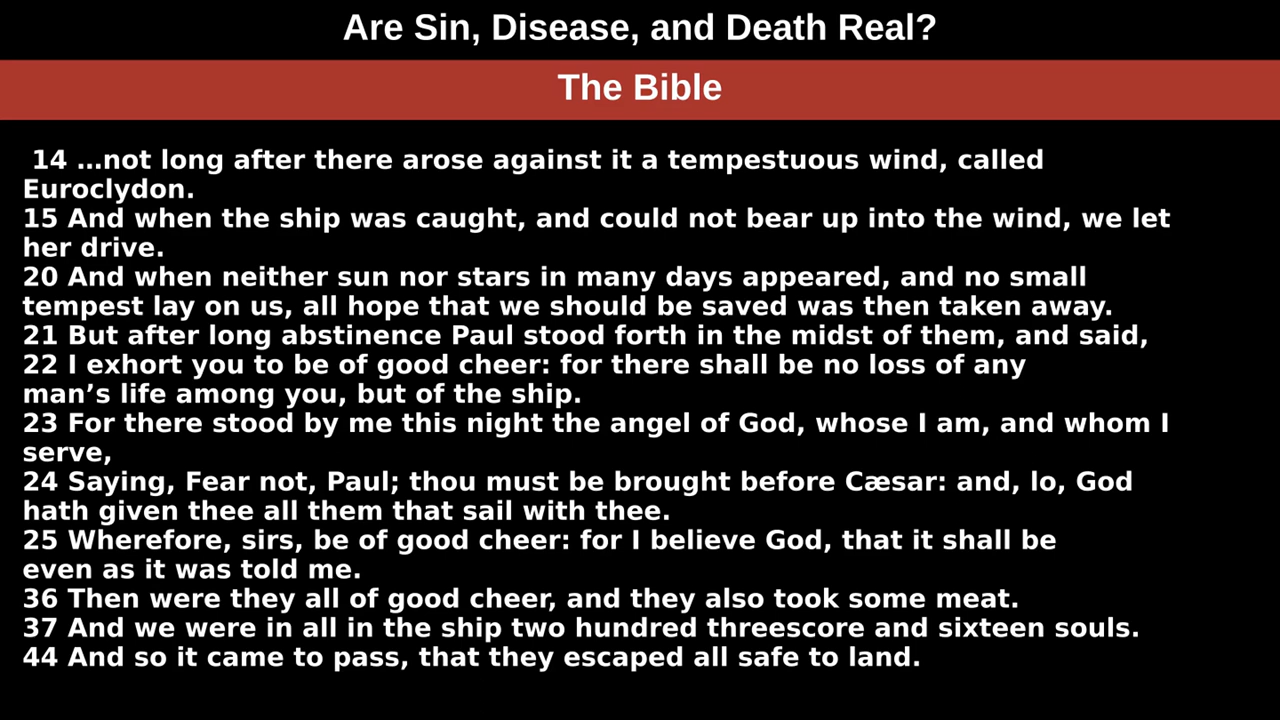 Are Sin, Disease, and Death Real?
The Bible
14 …not long after there arose against it a tempestuous wind, called
Euroclydon.
15 And when the ship was caught, and could not bear up into the wind, we let
her drive.
20 And when neither sun nor stars in many days appeared, and no small
tempest lay on us, all hope that we should be saved was then taken away.
21 But after long abstinence Paul stood forth in the midst of them, and said,
22 I exhort you to be of good cheer: for there shall be no loss of any
man’s life among you, but of the ship.
23 For there stood by me this night the angel of God, whose I am, and whom I
serve,
24 Saying, Fear not, Paul; thou must be brought before Cæsar: and, lo, God
hath given thee all them that sail with thee.
25 Wherefore, sirs, be of good cheer: for I believe God, that it shall be
even as it was told me.
36 Then were they all of good cheer, and they also took some meat.
37 And we were in all in the ship two hundred threescore and sixteen souls.
44 And so it came to pass, that they escaped all safe to land.